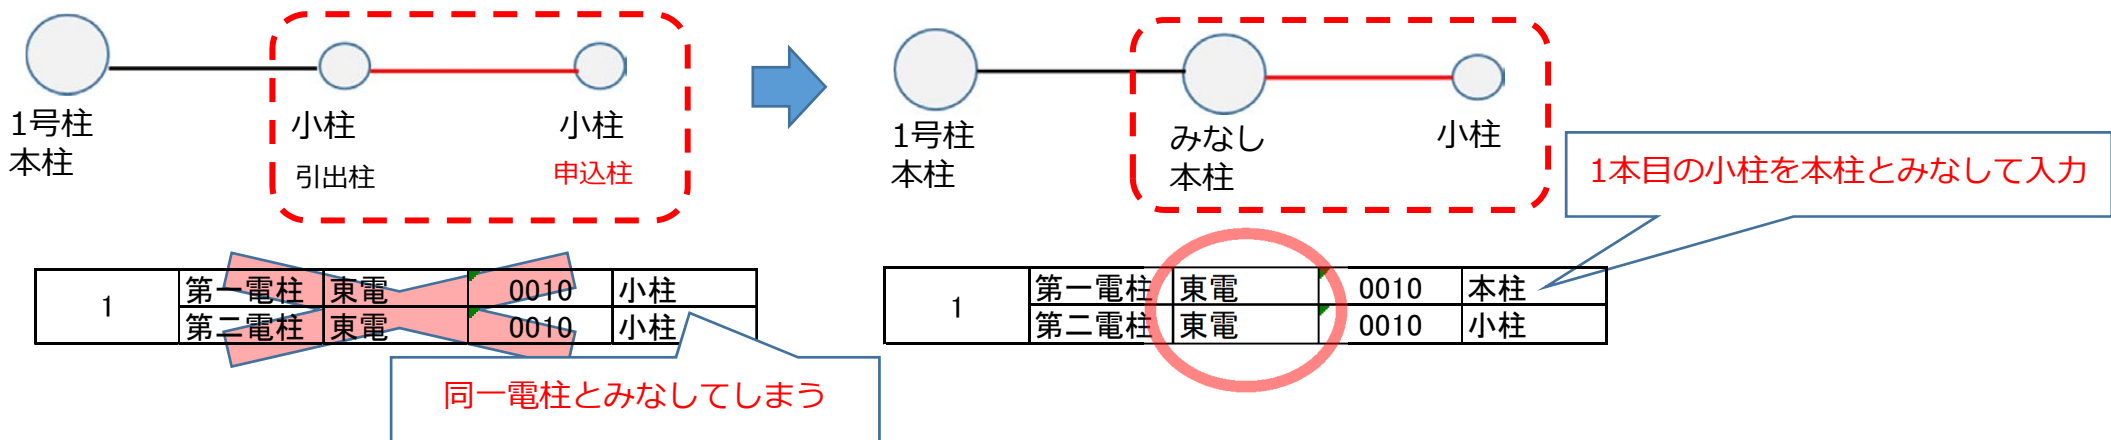 1号柱
本柱
小柱
引出柱
小柱
申込柱
1号柱
本柱
みなし
本柱
小柱
1本目の小柱を本柱とみなして入力
1 第一電柱 東電 0010 小柱
第二電柱 東電 0010 小柱
同一電柱とみなしてしまう
1 第一電柱 東電 0010 本柱
第二電柱 東電 0010 小柱